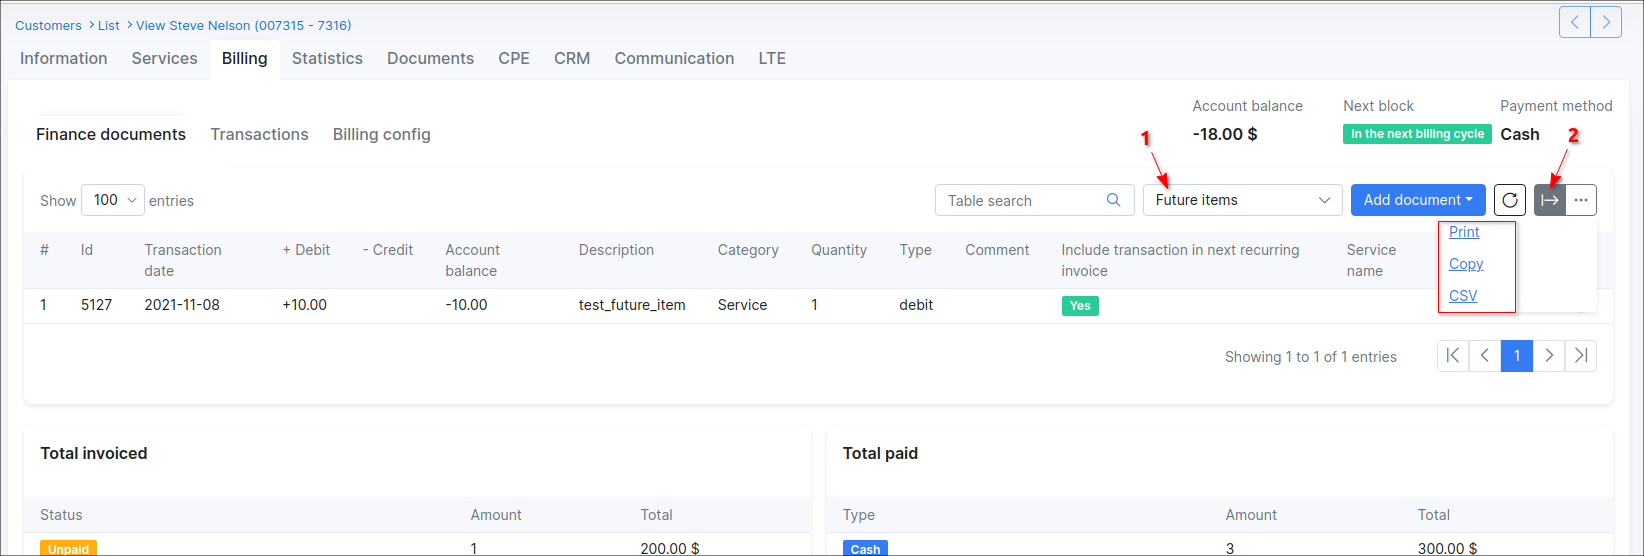 Customers > List > View Steve Nelson (007315 - 7316)
Information Services Billing Statistics Documents CPE CRM Communication LTE
Account balance Next block Payment method
Finance documents Transactions Billing config -18.00 $ In the next billing cycle Cash
1 2
Show 100 entries Table search Future items Add document
Print
Copy
CSV
# Id Transaction date + Debit - Credit Account balance Description Category Quantity Type Comment Include transaction in next recurring invoice Service name
1 5127 2021-11-08 +10.00 -10.00 test_future_item Service 1 debit Yes
Showing 1 to 1 of 1 entries 1
Total invoiced
Status Amount Total
Unpaid 1 200.00 $
Total paid
Type Amount Total
Cash 3 300.00 $